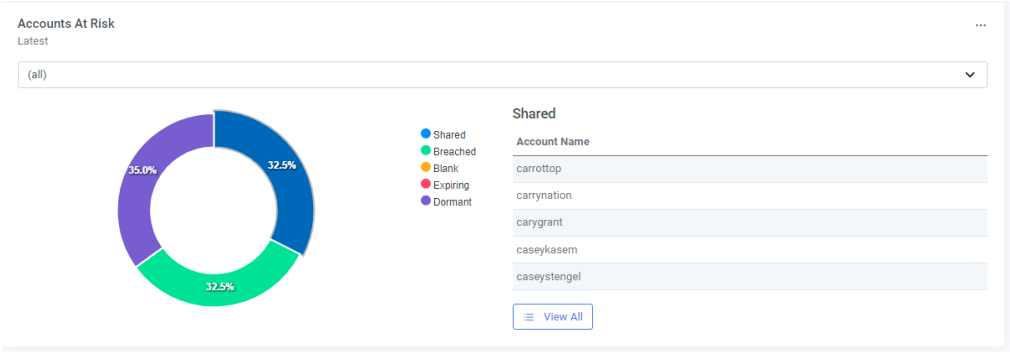 Accounts At Risk
...
Latest
(all)
35.0%
32.5%
32.5%
Shared
Breached
Blank
Expiring
Dormant
Shared
Account Name
carrottop
carrynation
carygrant
caseykasem
caseystengel
View All